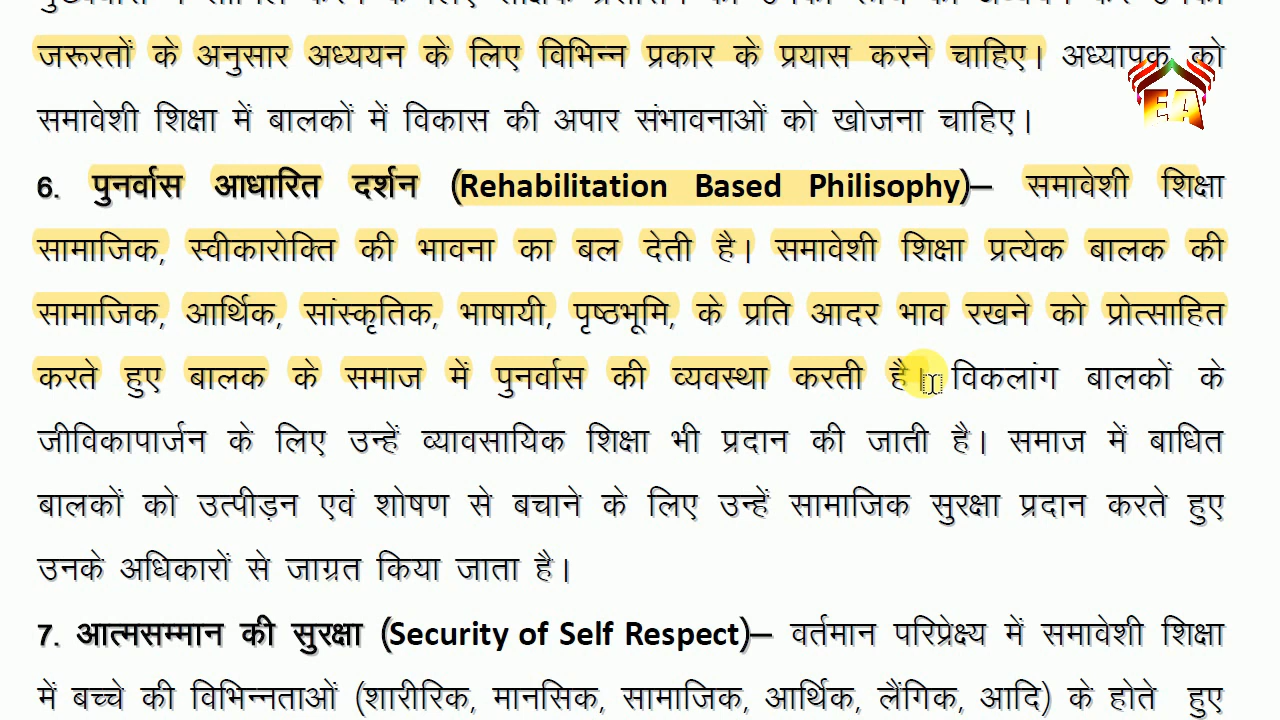 जरूरतों के अनुसार अध्ययन के लिए विभिन्न प्रकार के प्रयास करने चाहिए। अध्यापक को
समावेशी शिक्षा में बालकों में विकास की अपार संभावनाओं को खोजना चाहिए।
EA
6. पुनर्वास आधारित दर्शन (Rehabilitation Based Philisophy)– समावेशी शिक्षा
सामाजिक, स्वीकारोक्ति की भावना का बल देती है। समावेशी शिक्षा प्रत्येक बालक की
सामाजिक, आर्थिक, सांस्कृतिक, भाषायी, पृष्ठभूमि, के प्रति आदर भाव रखने को प्रोत्साहित
करते हुए बालक के समाज में पुनर्वास की व्यवस्था करती है। विकलांग बालकों के
जीविकापार्जन के लिए उन्हें व्यावसायिक शिक्षा भी प्रदान की जाती है। समाज में बाधित
बालकों को उत्पीड़न एवं शोषण से बचाने के लिए उन्हें सामाजिक सुरक्षा प्रदान करते हुए
उनके अधिकारों से जाग्रत किया जाता है।
7. आत्मसम्मान की सुरक्षा (Security of Self Respect)– वर्तमान परिप्रेक्ष्य में समावेशी शिक्षा
में बच्चे की विभिन्नताओं (शारीरिक, मानसिक, सामाजिक, आर्थिक, लैंगिक, आदि) के होते हुए